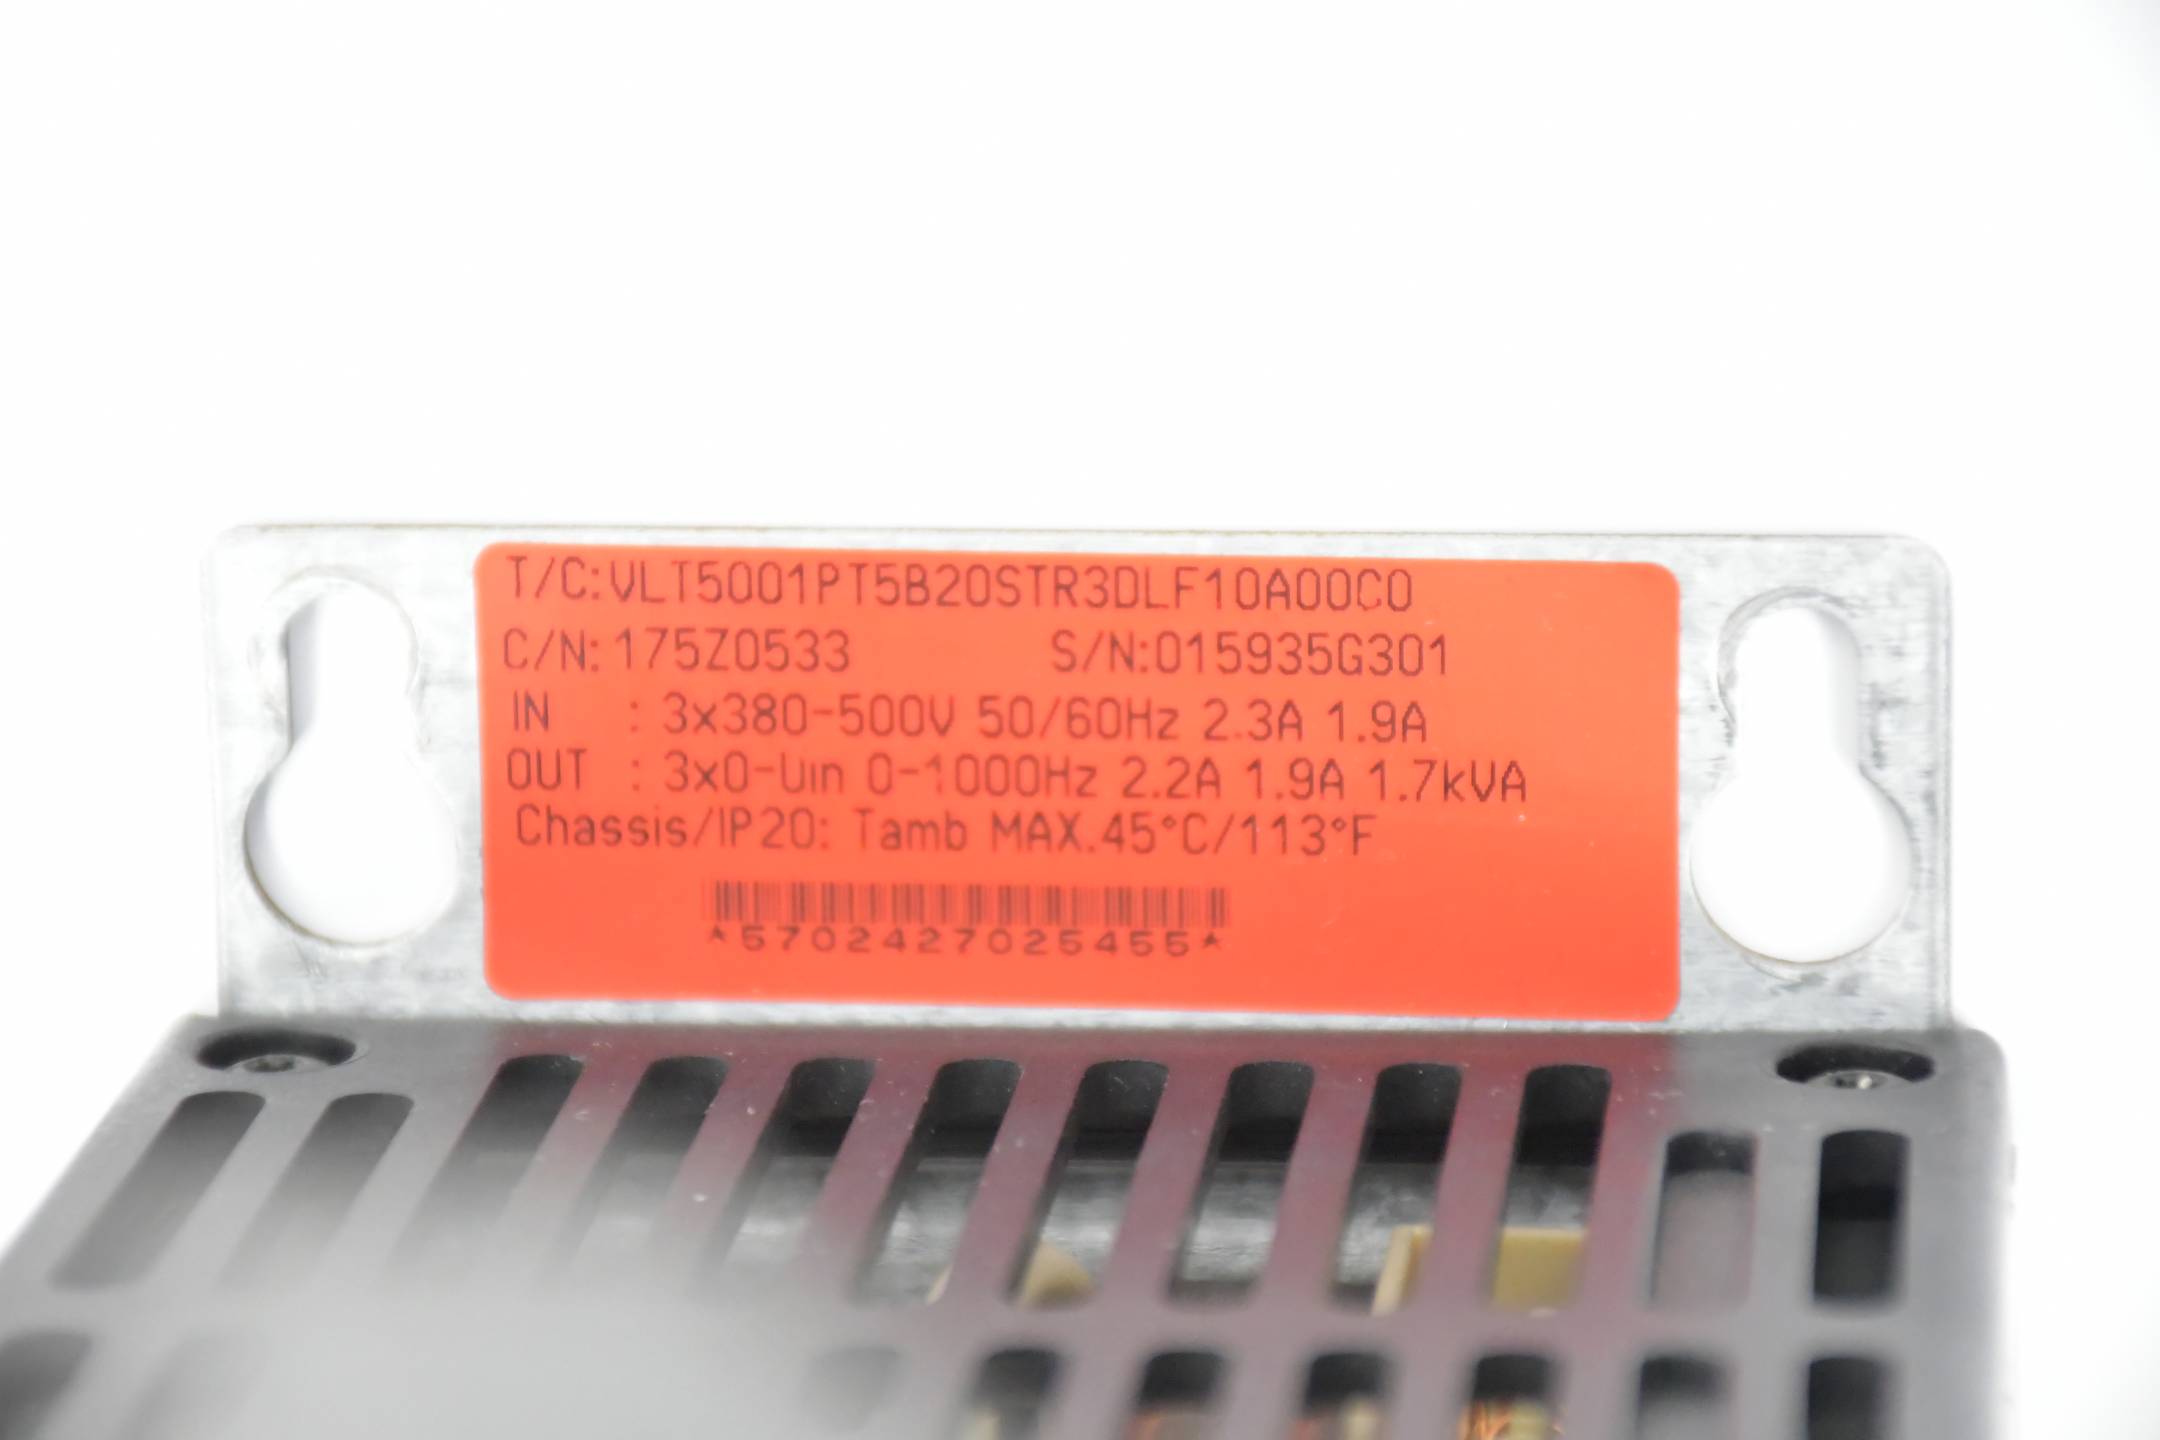 T/C:VLT5001PT5B20STR3DLF10A00C0
C/N:175Z0533 S/N:015935G301
IN : 3x380-500V 50/60Hz 2.3A 1.9A
OUT : 3x0-Uin 0-1000Hz 2.2A 1.9A 1.7kVA
Chassis/IP20: Tamb MAX.45°C/113°F
*5702427025455*